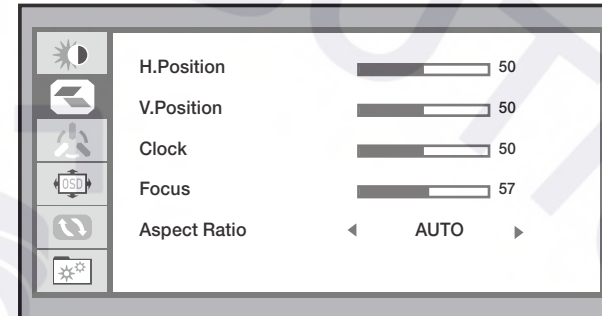 H.Position 50
V.Position 50
Clock 50
OSD Focus 57
Aspect Ratio AUTO